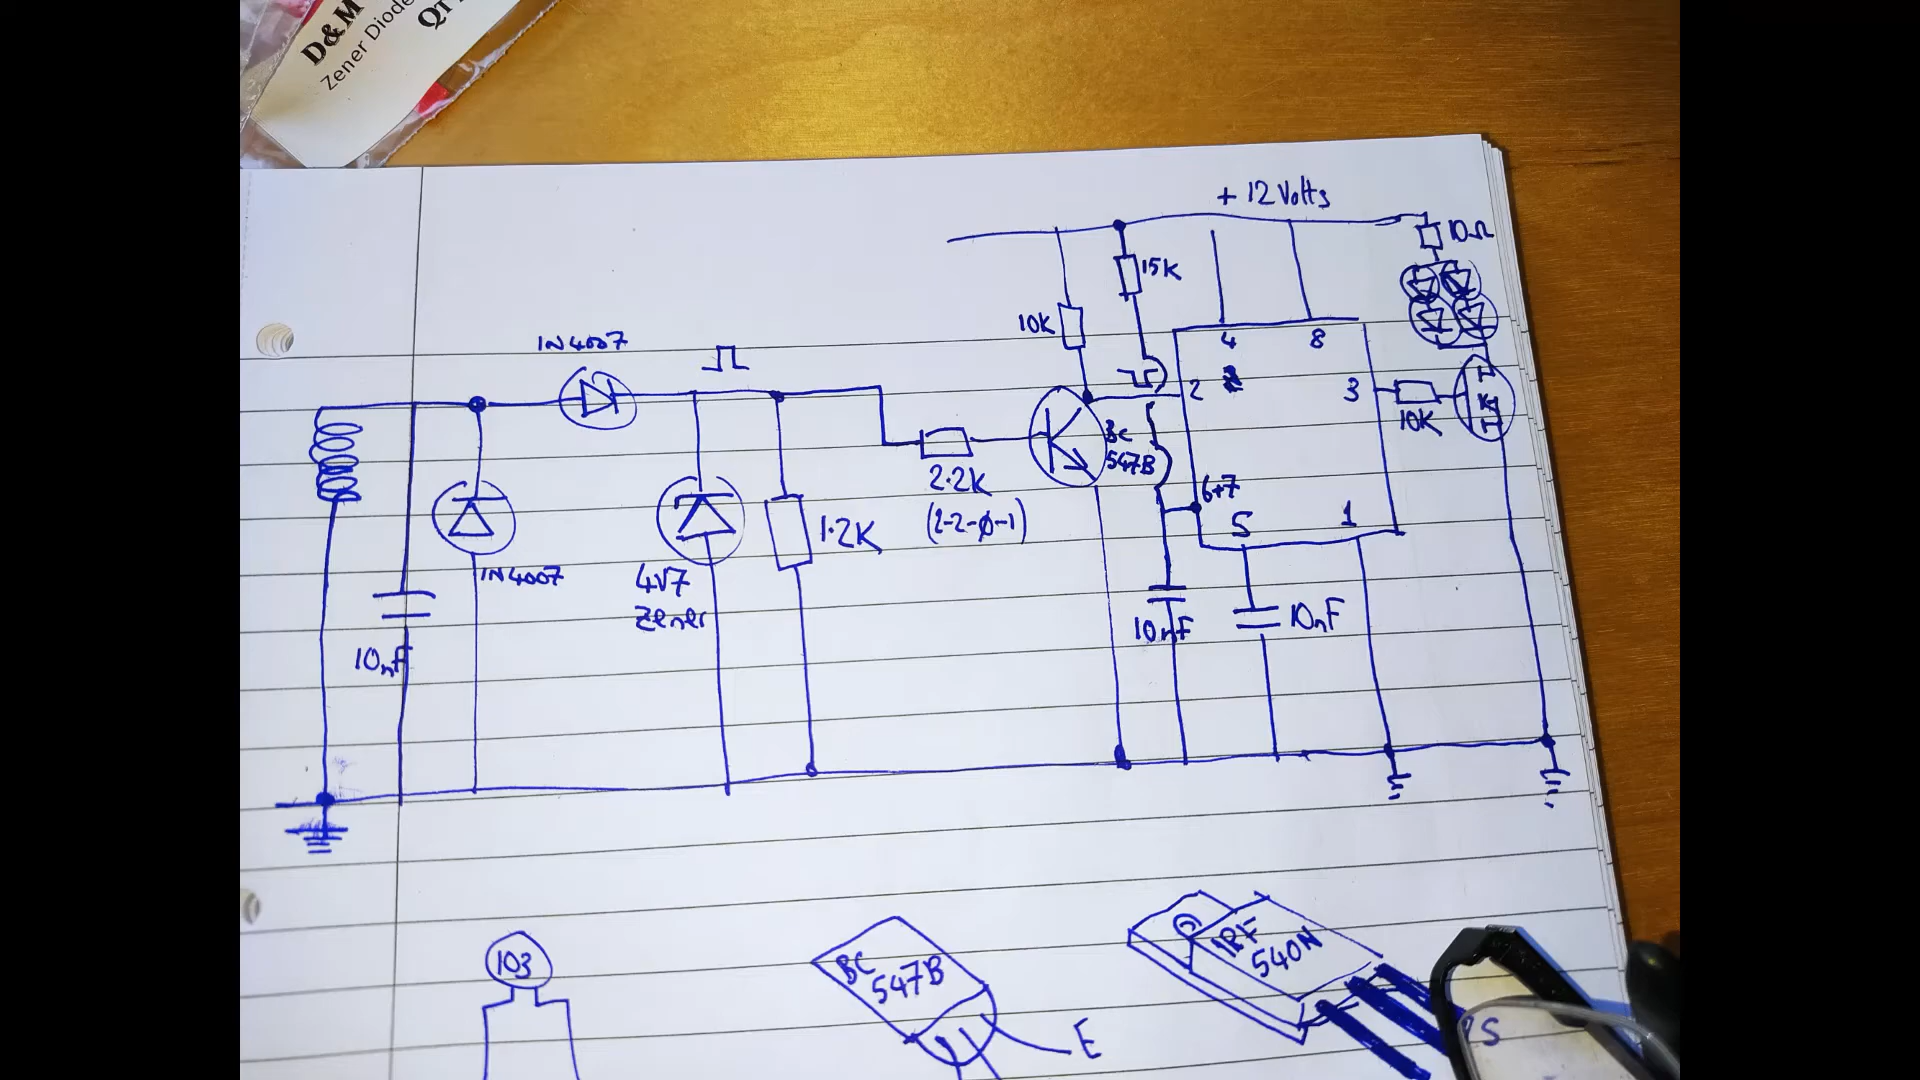 D&M
Zener Diode
QT
+ 12 Volts
10Ω
15K
10K
1N4007
4
8
2
3
10K
BC
547B
2.2K
(2-2-0-1)
6+7
5
1
1.2K
1N4007
4V7
Zener
10nF
10nF
10nF
103
BC
547B
IRF
540N
E
S